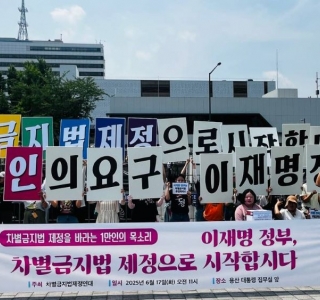 금지법 제정으로 시작합
인의 요구 이재명 정
차별금지법 제정을 바라는 1만인의 목소리
이재명 정부,
차별금지법 제정으로 시작합시다
주최 차별금지법제정연대
2025년 6월 17일(화) 오전 11시
장소 용산 대통령 집무실 앞